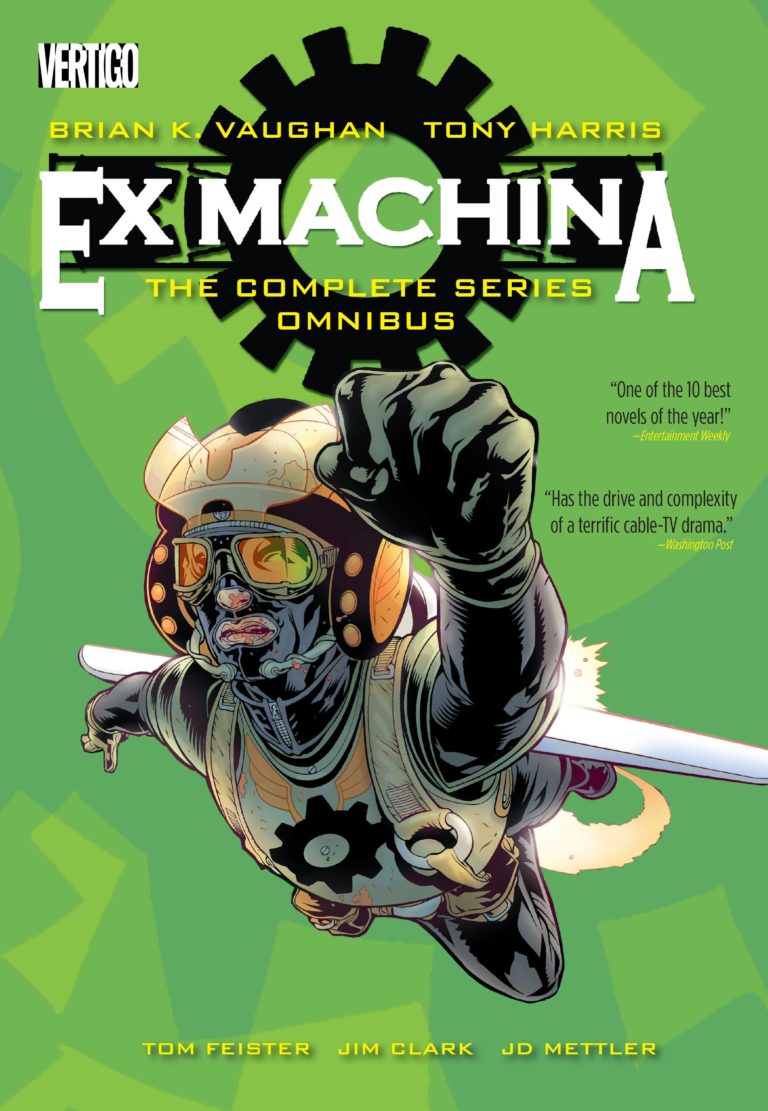 VERTIGO
BRIAN K. VAUGHAN TONY HARRIS
EX MACHINA
THE COMPLETE SERIES
OMNIBUS
“One of the 10 best
novels of the year!”
–Entertainment Weekly
“Has the drive and complexity
of a terrific cable-TV drama.”
–Washington Post
TOM FEISTER JIM CLARK JD METTLER